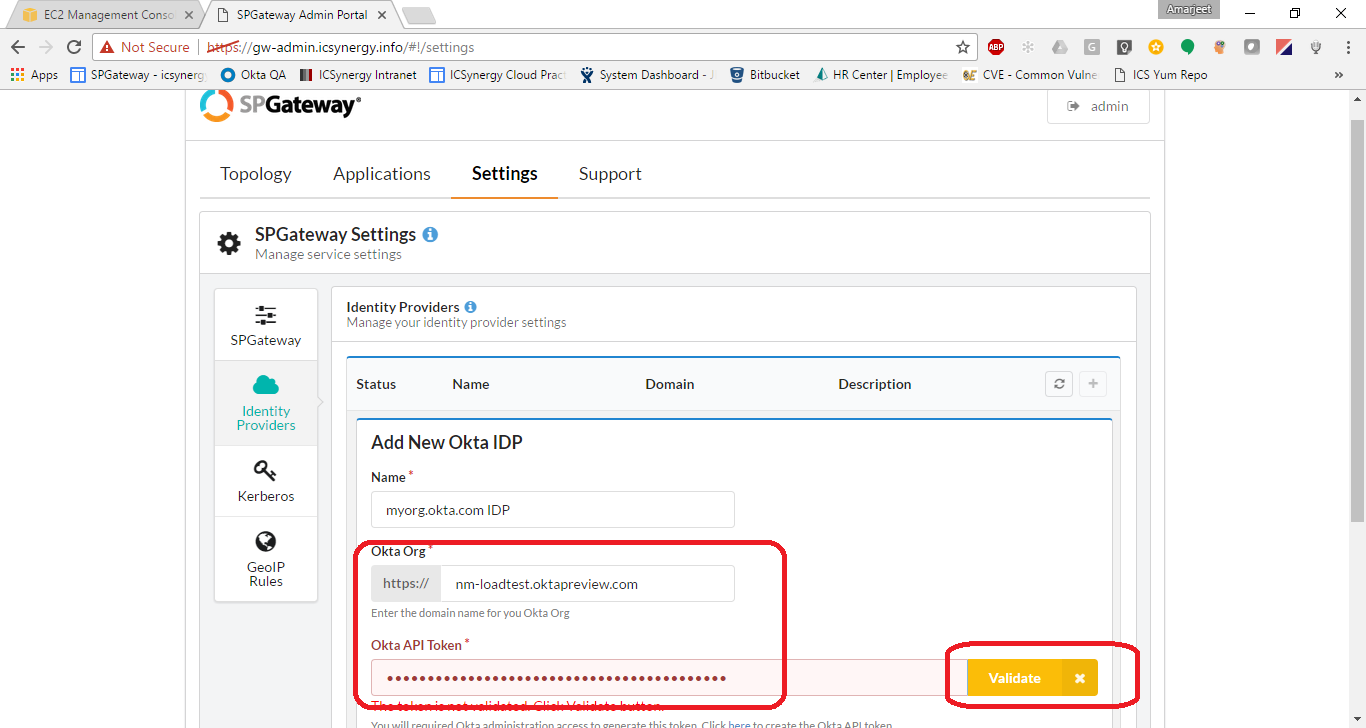 EC2 Management Conso
SPGateway Admin Portal
Amarjeet
Not Secure
https://gw-admin.icsynergy.info/#!/settings
ABP
G
Apps
SPGateway - icsynerg
Okta QA
ICSynergy Intranet
ICSynergy Cloud Pract
System Dashboard - J
Bitbucket
HR Center | Employee
CVE - Common Vulne
ICS Yum Repo
»
SPGateway®
admin
Topology
Applications
Settings
Support
SPGateway Settings
Manage service settings
SPGateway
Identity
Providers
Kerberos
GeoIP
Rules
Identity Providers
Manage your identity provider settings
Status
Name
Domain
Description
Add New Okta IDP
Name *
myorg.okta.com IDP
Okta Org *
https://
nm-loadtest.oktapreview.com
Enter the domain name for you Okta Org
Okta API Token *
Validate
The token is not validated. Click Validate button.
You will required Okta administration access to generate this token. Click here to create the Okta API token